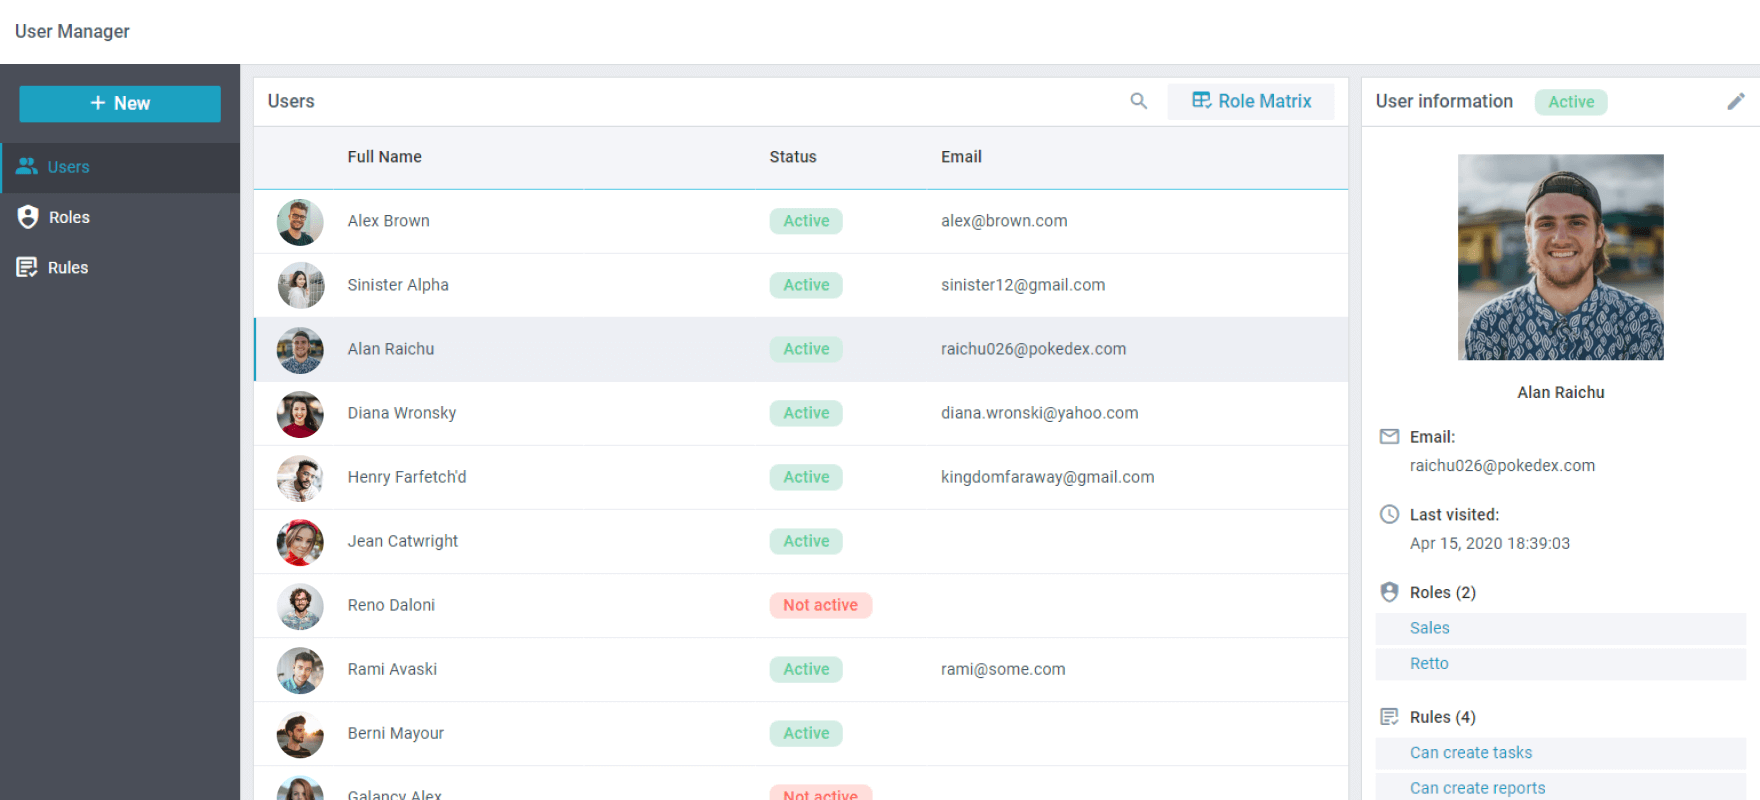 User Manager
+ New
Users
Roles
Rules
Users
Role Matrix
Full Name Status Email
Alex Brown Active alex@brown.com
Sinister Alpha Active sinister12@gmail.com
Alan Raichu Active raichu026@pokedex.com
Diana Wronsky Active diana.wronski@yahoo.com
Henry Farfetch'd Active kingdomfaraway@gmail.com
Jean Catwright Active
Reno Daloni Not active
Rami Avaski Active rami@some.com
Berni Mayour Active
Galancy Alex Not active
User information Active
Alan Raichu
Email:
raichu026@pokedex.com
Last visited:
Apr 15, 2020 18:39:03
Roles (2)
Sales
Retto
Rules (4)
Can create tasks
Can create reports